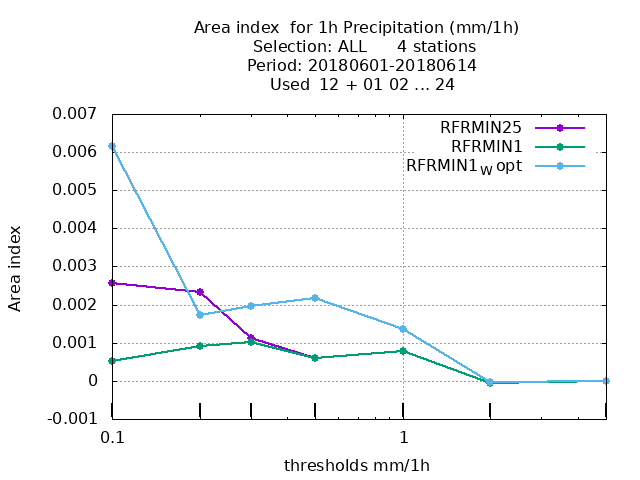 Area index  for 1h Precipitation (mm/1h)
Selection: ALL      4 stations
Period: 20180601-20180614
Used  12 + 01 02 ... 24
RFRMIN25
RFRMIN1
RFRMIN1W opt
0.007
0.006
0.005
0.004
0.003
0.002
0.001
0
-0.001
Area index
0.1
1
thresholds mm/1h